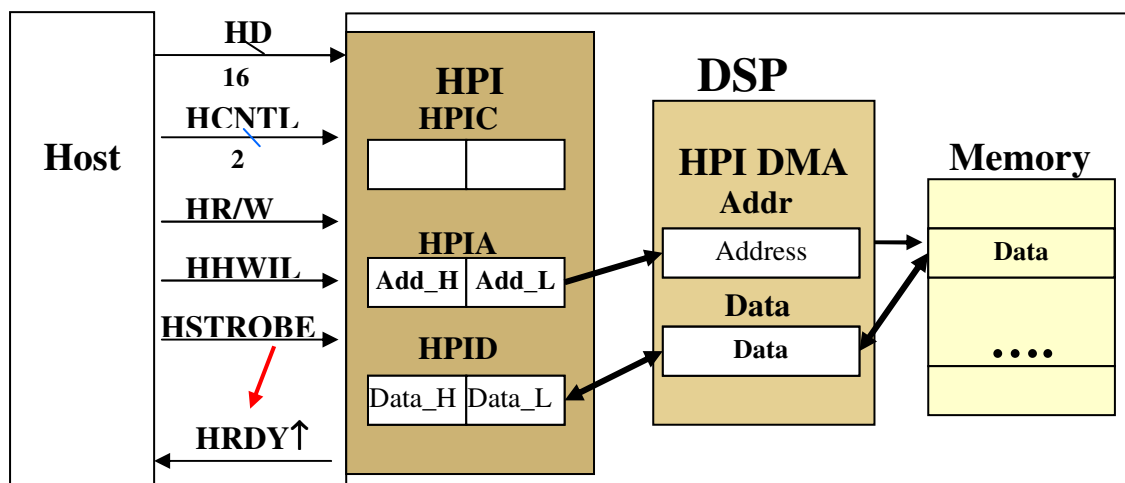 Host
HD
16
HCNTL
2
HR/W
HHWIL
HSTROBE
HRDY↑
HPI
HPIC
HPIA
Add_H Add_L
HPID
Data_H Data_L
DSP
HPI DMA
Addr
Address
Data
Data
Memory
Data
....